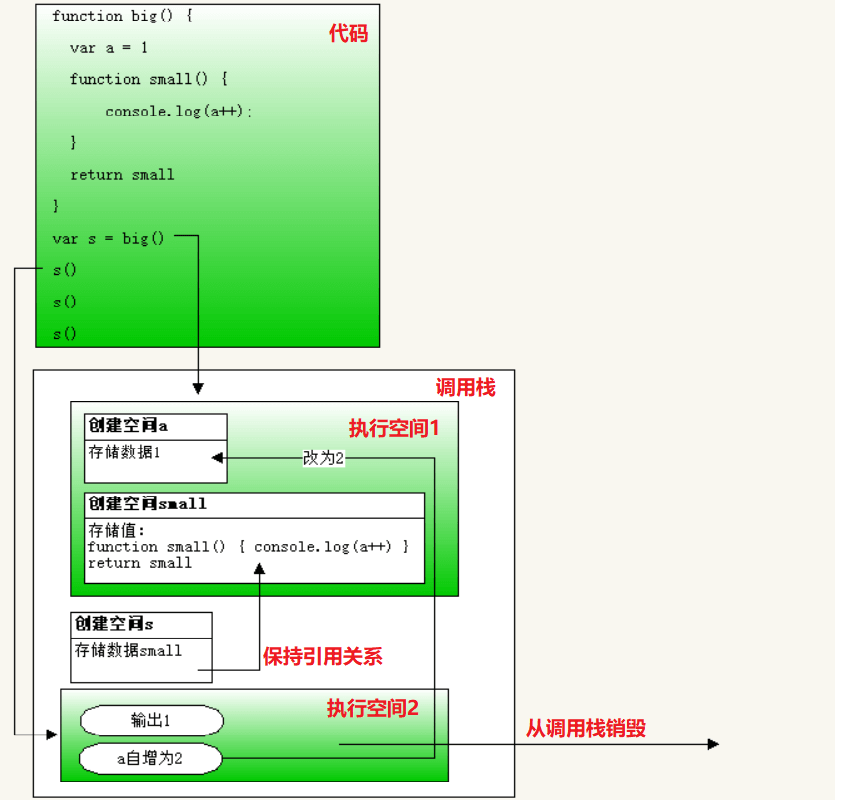 function big() {
代码
var a = 1
function small() {
console.log(a++);
}
return small
}
var s = big()
s()
s()
s()
调用栈
执行空间1
创建空间a
存储数据1
改为2
创建空间small
存储值:
function small() { console.log(a++) }
return small
创建空间s
存储数据small
保持引用关系
执行空间2
输出1
从调用栈销毁
a自增为2